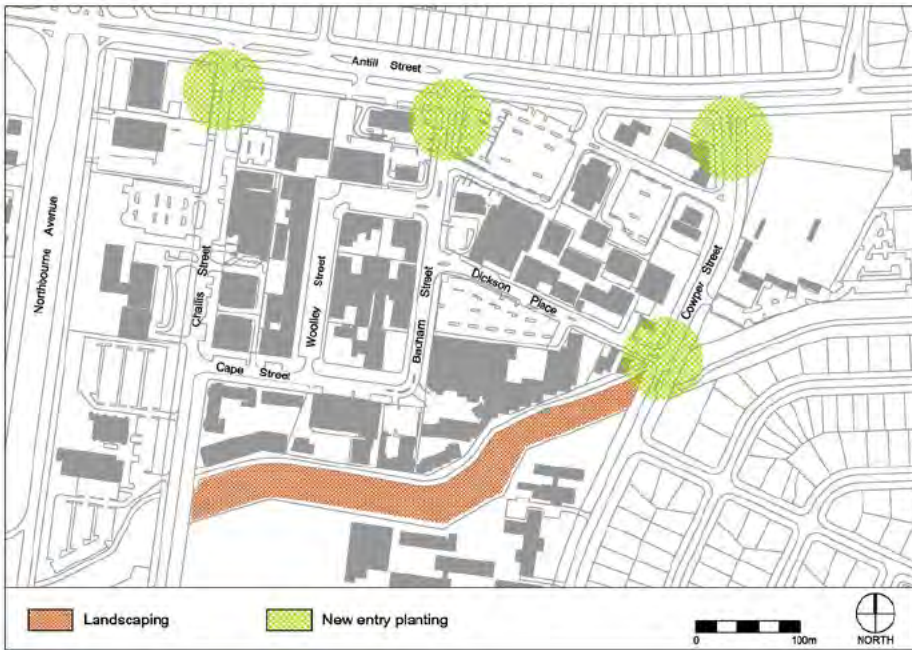 Antill Street
Northbourne Avenue
Challis Street
Woolley street
Bauham Street
Dickson Place
Cowper Street
Cape Street
Landscaping
New entry planting
0 100m
NORTH